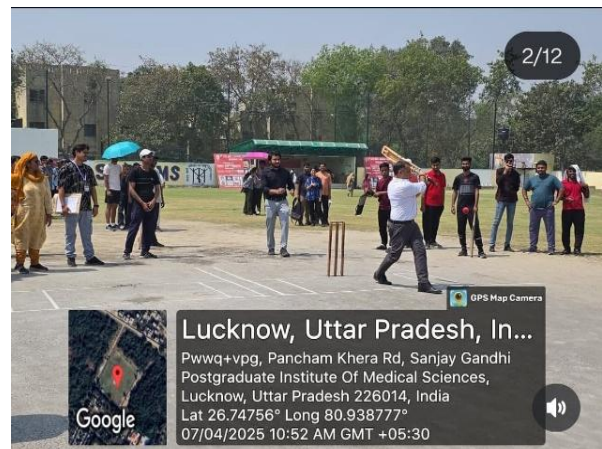 2/12
MS
GPS Map Camera
Lucknow, Uttar Pradesh, In...
Pwwq+vpg, Pancham Khera Rd, Sanjay Gandhi
Postgraduate Institute Of Medical Sciences,
Lucknow, Uttar Pradesh 226014, India
Lat 26.74756° Long 80.938777°
07/04/2025 10:52 AM GMT +05:30
Google